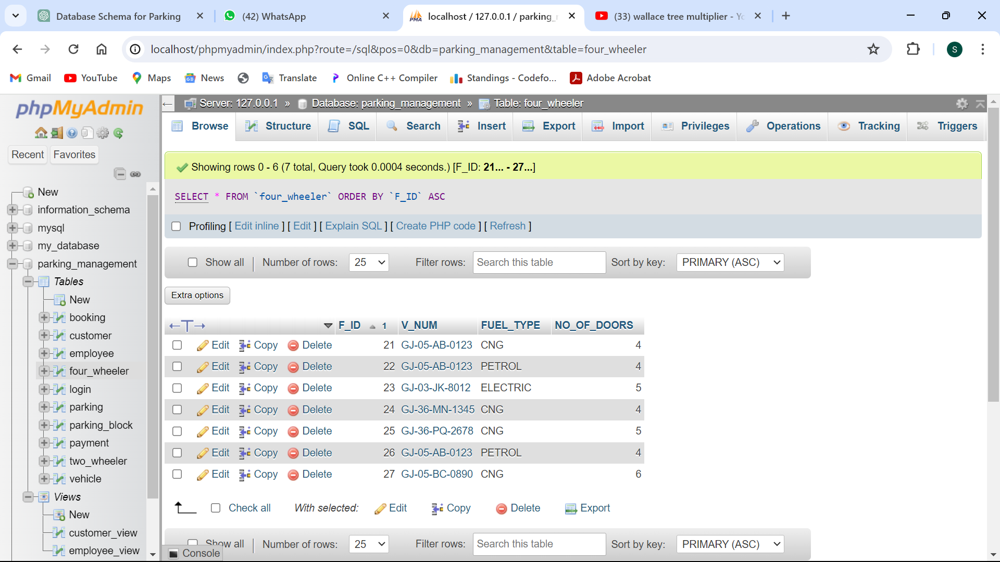 Database Schema for Parking
(42) WhatsApp
localhost / 127.0.0.1 / parking_
(33) wallace tree multiplier - Yo
localhost/phpmyadmin/index.php?route=/sql&pos=0&db=parking_management&table=four_wheeler
S
Gmail
YouTube
Maps
News
Translate
Online C++ Compiler
Standings - Codefo...
Adobe Acrobat
phpMyAdmin
Recent
Favorites
New
information_schema
mysql
my_database
parking_management
Tables
New
booking
customer
employee
four_wheeler
login
parking
parking_block
payment
two_wheeler
vehicle
Views
New
customer_view
employee_view
Server: 127.0.0.1 » Database: parking_management » Table: four_wheeler
Browse
Structure
SQL
Search
Insert
Export
Import
Privileges
Operations
Tracking
Triggers
Showing rows 0 - 6 (7 total, Query took 0.0004 seconds.) [F_ID: 21... - 27...]
SELECT * FROM `four_wheeler` ORDER BY `F_ID` ASC
Profiling [ Edit inline ] [ Edit ] [ Explain SQL ] [ Create PHP code ] [ Refresh ]
Show all | Number of rows: 25 Filter rows: Search this table Sort by key: PRIMARY (ASC)
Extra options
F_ID 1 V_NUM FUEL_TYPE NO_OF_DOORS
Edit Copy Delete 21 GJ-05-AB-0123 CNG 4
Edit Copy Delete 22 GJ-05-AB-0123 PETROL 4
Edit Copy Delete 23 GJ-03-JK-8012 ELECTRIC 5
Edit Copy Delete 24 GJ-36-MN-1345 CNG 4
Edit Copy Delete 25 GJ-36-PQ-2678 CNG 5
Edit Copy Delete 26 GJ-05-AB-0123 PETROL 4
Edit Copy Delete 27 GJ-05-BC-0890 CNG 6
Check all With selected: Edit Copy Delete Export
Show all | Number of rows: 25 Filter rows: Search this table Sort by key: PRIMARY (ASC)
Console